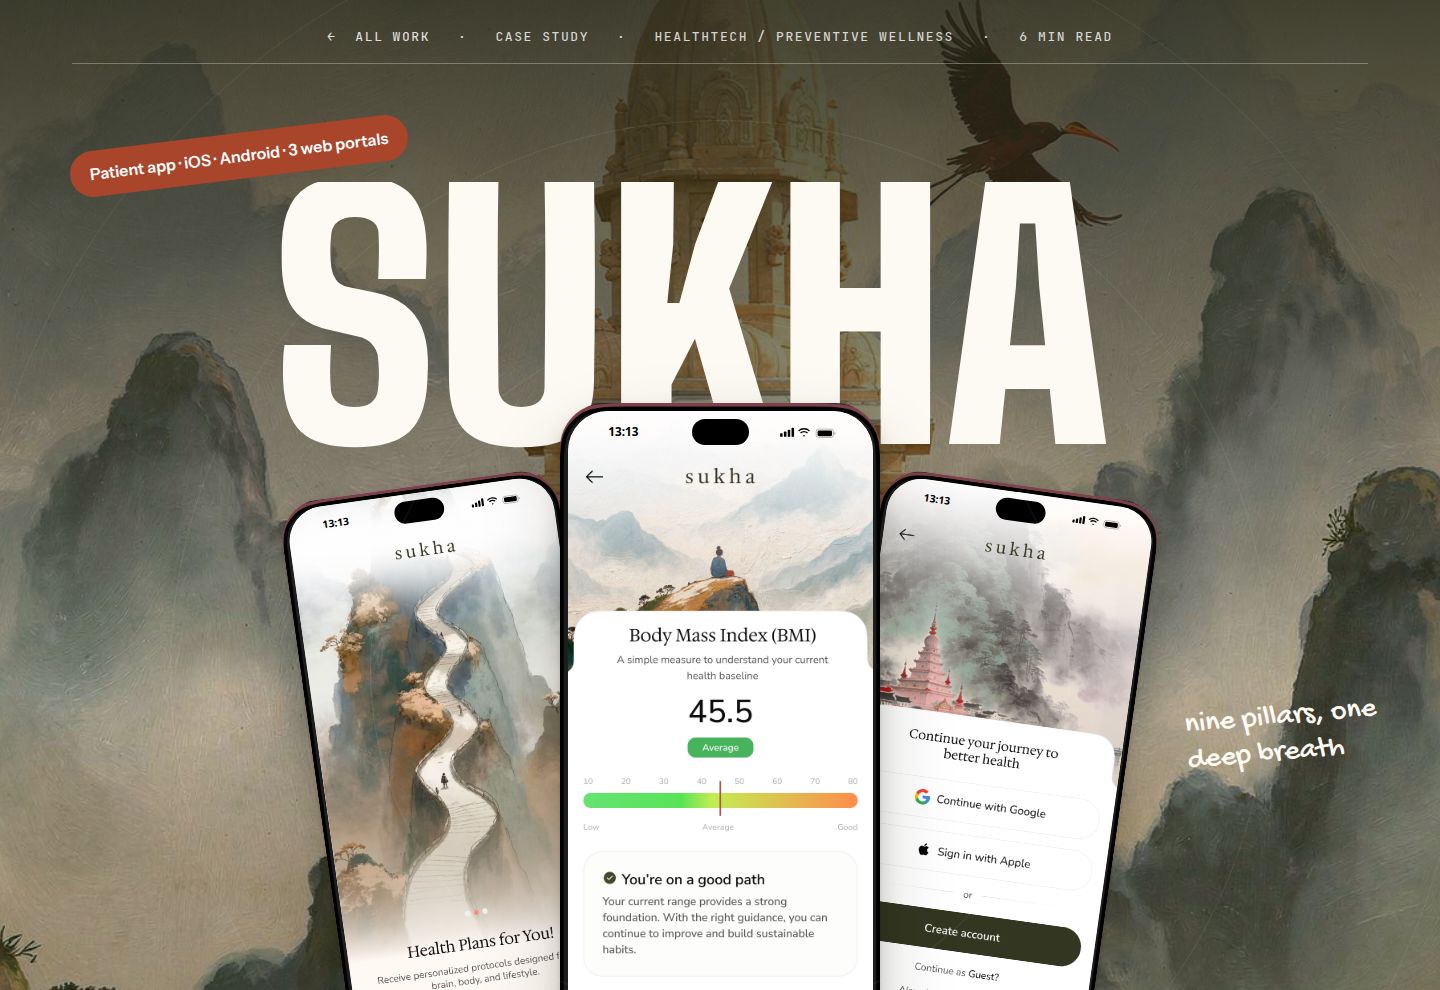 ← ALL WORK · CASE STUDY · HEALTHTECH / PREVENTIVE WELLNESS · 6 MIN READ
Patient app · iOS · Android · 3 web portals
SUKHA
13:13
sukha
Health Plans for You!
Receive personalized protocols designed
brain, body, and lifestyle.
13:13
sukha
Body Mass Index (BMI)
A simple measure to understand your current
health baseline
45.5
Average
10 20 30 40 50 60 70 80
Low Average Good
You're on a good path
Your current range provides a strong
foundation. With the right guidance, you can
continue to improve and build sustainable
habits.
13:13
sukha
Continue your journey to
better health
Continue with Google
Sign in with Apple
or
Create account
Continue as Guest?
nine pillars, one
deep breath